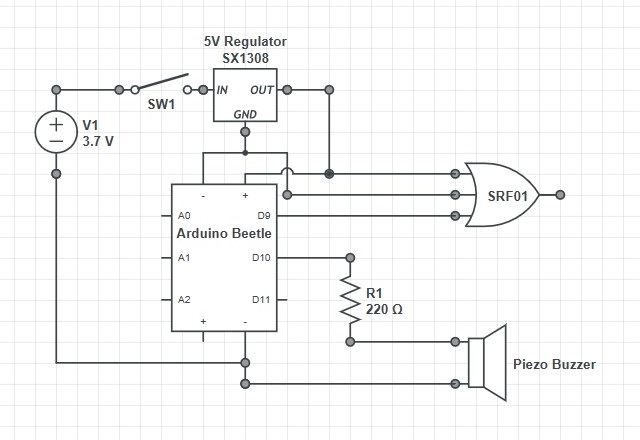 5V Regulator
SX1308
IN OUT
GND
SW1
V1
3.7 V
- +
A0 D9
Arduino Beetle
A1 D10
A2 D11
+ -
SRF01
R1
220 Ω
Piezo Buzzer